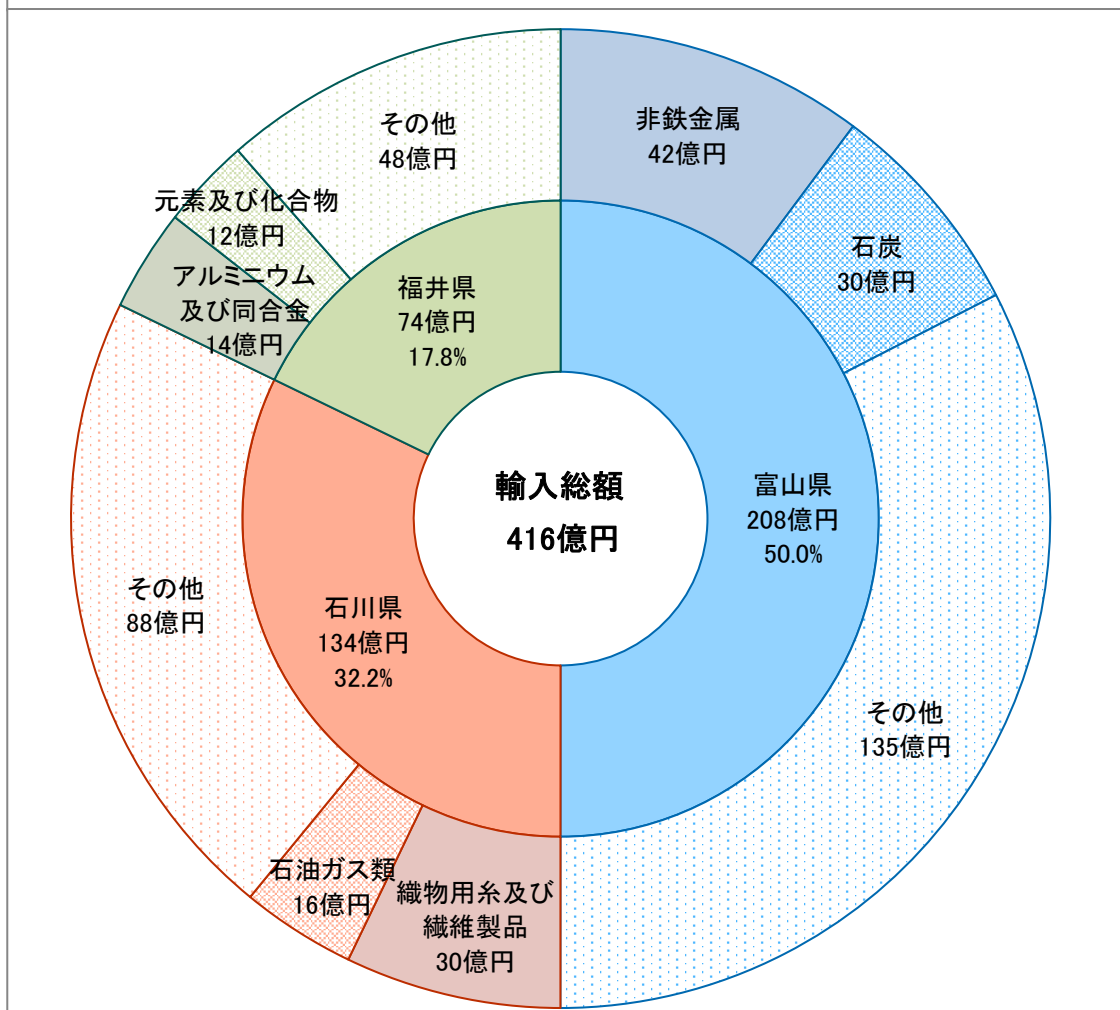 輸入総額
416億円
富山県
208億円
50.0%
非鉄金属
42億円
石炭
30億円
その他
135億円
石川県
134億円
32.2%
織物用糸及び
繊維製品
30億円
石油ガス類
16億円
その他
88億円
福井県
74億円
17.8%
アルミニウム
及び同合金
14億円
元素及び化合物
12億円
その他
48億円